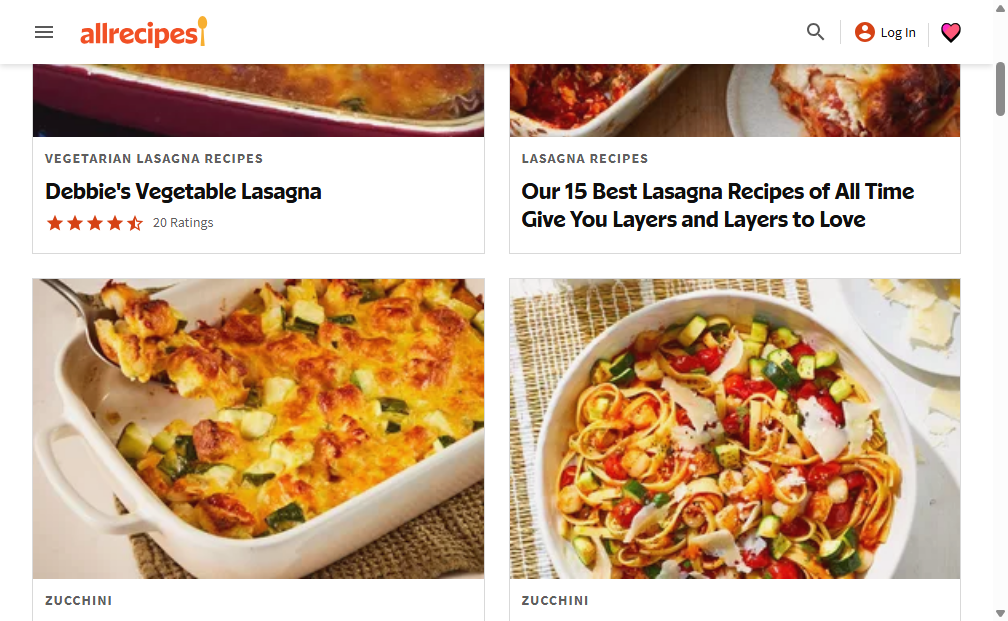 allrecipes
Log In
VEGETARIAN LASAGNA RECIPES
Debbie's Vegetable Lasagna
20 Ratings
LASAGNA RECIPES
Our 15 Best Lasagna Recipes of All Time
Give You Layers and Layers to Love
ZUCCHINI
ZUCCHINI